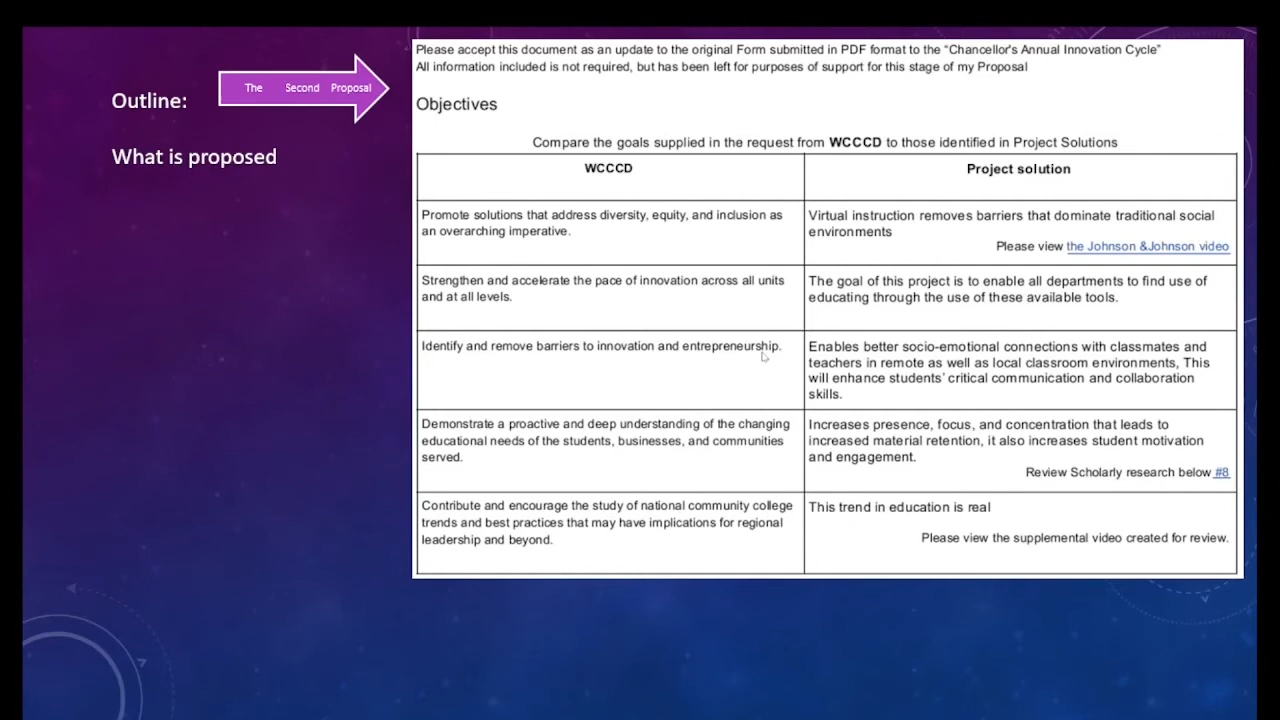 Outline:
The Second Proposal
What is proposed
Please accept this document as an update to the original Form submitted in PDF format to the “Chancellor's Annual Innovation Cycle”
All information included is not required, but has been left for purposes of support for this stage of my Proposal
Objectives
Compare the goals supplied in the request from WCCCD to those identified in Project Solutions
WCCCD
Project solution
Promote solutions that address diversity, equity, and inclusion as
an overarching imperative.
Virtual instruction removes barriers that dominate traditional social
environments
Please view the Johnson &Johnson video
Strengthen and accelerate the pace of innovation across all units
and at all levels.
The goal of this project is to enable all departments to find use of
educating through the use of these available tools.
Identify and remove barriers to innovation and entrepreneurship.
Enables better socio-emotional connections with classmates and
teachers in remote as well as local classroom environments, This
will enhance students’ critical communication and collaboration
skills.
Demonstrate a proactive and deep understanding of the changing
educational needs of the students, businesses, and communities
served.
Increases presence, focus, and concentration that leads to
increased material retention, it also increases student motivation
and engagement.
Review Scholarly research below #8
Contribute and encourage the study of national community college
trends and best practices that may have implications for regional
leadership and beyond.
This trend in education is real
Please view the supplemental video created for review.